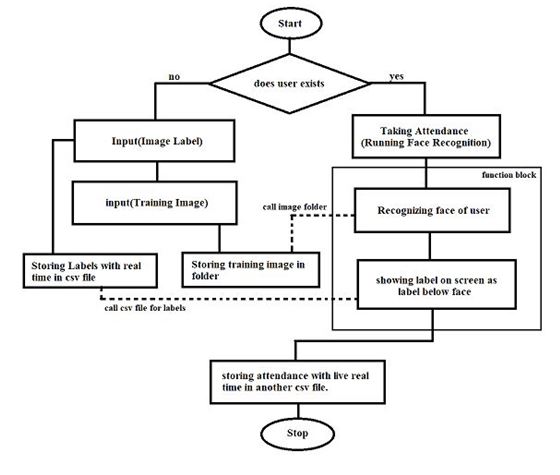 Start
does user exists
no
yes
Input(Image Label)
Taking Attendance
(Running Face Recognition)
function block
input(Training Image)
call image folder
Recognizing face of user
Storing Labels with real
time in csv file
Storing training image in
folder
showing label on screen as
label below face
call csv file for labels
storing attendance with live real
time in another csv file.
Stop